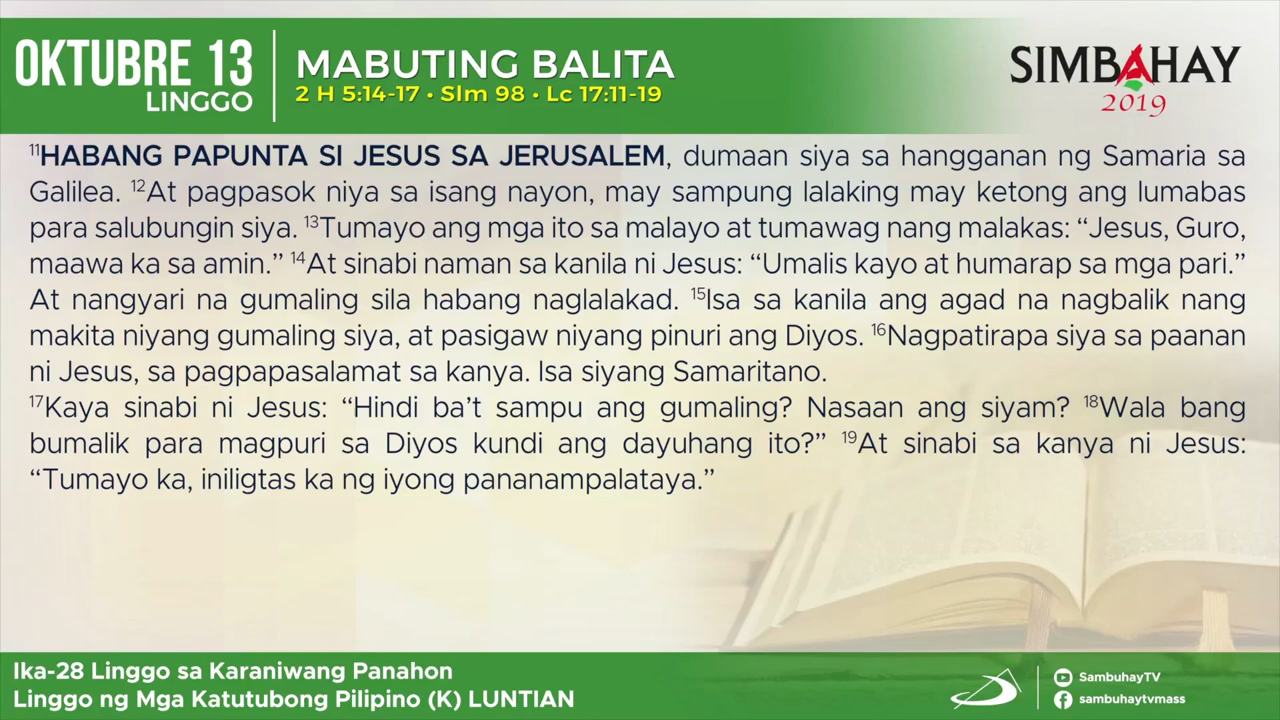 OKTUBRE 13
LINGGO
MABUTING BALITA
2 H 5:14-17 • Slm 98 • Lc 17:11-19
SIMBAHAY
2019
¹¹HABANG PAPUNTA SI JESUS SA JERUSALEM, dumaan siya sa hangganan ng Samaria sa
Galilea. ¹²At pagpasok niya sa isang nayon, may sampung lalaking may ketong ang lumabas
para salubungin siya. ¹³Tumayo ang mga ito sa malayo at tumawag nang malakas: “Jesus, Guro,
maawa ka sa amin.” ¹⁴At sinabi naman sa kanila ni Jesus: “Umalis kayo at humarap sa mga pari.”
At nangyari na gumaling sila habang naglalakad. ¹⁵Isa sa kanila ang agad na nagbalik nang
makita niyang gumaling siya, at pasigaw niyang pinuri ang Diyos. ¹⁶Nagpatirapa siya sa paanan
ni Jesus, sa pagpapasalamat sa kanya. Isa siyang Samaritano.
¹⁷Kaya sinabi ni Jesus: “Hindi ba’t sampu ang gumaling? Nasaan ang siyam? ¹⁸Wala bang
bumalik para magpuri sa Diyos kundi ang dayuhang ito?” ¹⁹At sinabi sa kanya ni Jesus:
“Tumayo ka, iniligtas ka ng iyong pananampalataya.”
Ika-28 Linggo sa Karaniwang Panahon
Linggo ng Mga Katutubong Pilipino (K) LUNTIAN
SambuhayTV
sambuhaytvmass